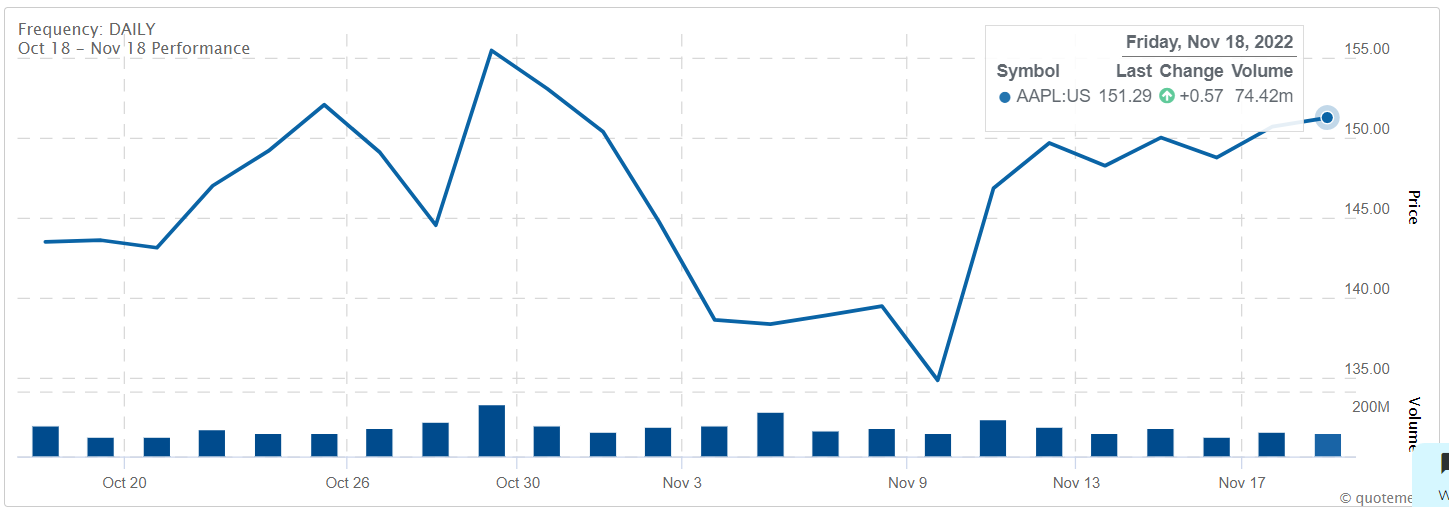 Frequency: DAILY
Oct 18 - Nov 18 Performance
Friday, Nov 18, 2022
Symbol Last Change Volume
AAPL:US 151.29 +0.57 74.42m
155.00
150.00
145.00
140.00
135.00
Price
200M
Volume
Oct 20 Oct 26 Oct 30 Nov 3 Nov 9 Nov 13 Nov 17
© quoteme